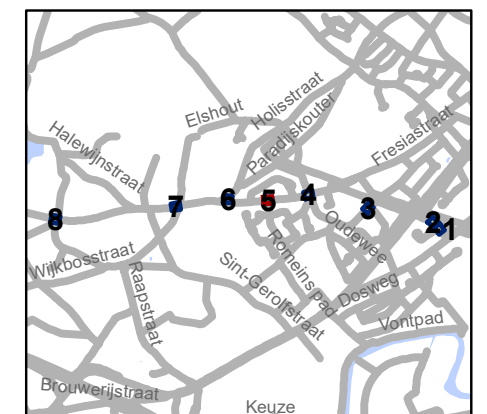 Holisstraat
Elshout
Paradijskouter
Fresiastraat
Halewijnstraat
8
7
6
5
4
3
2
1
Oudewee
Wijkbosstraat
Romeinspad
Sint-Gerolfstraat
Raapstraat
Dosweg
Vontpad
Brouwerijstraat
Keuze